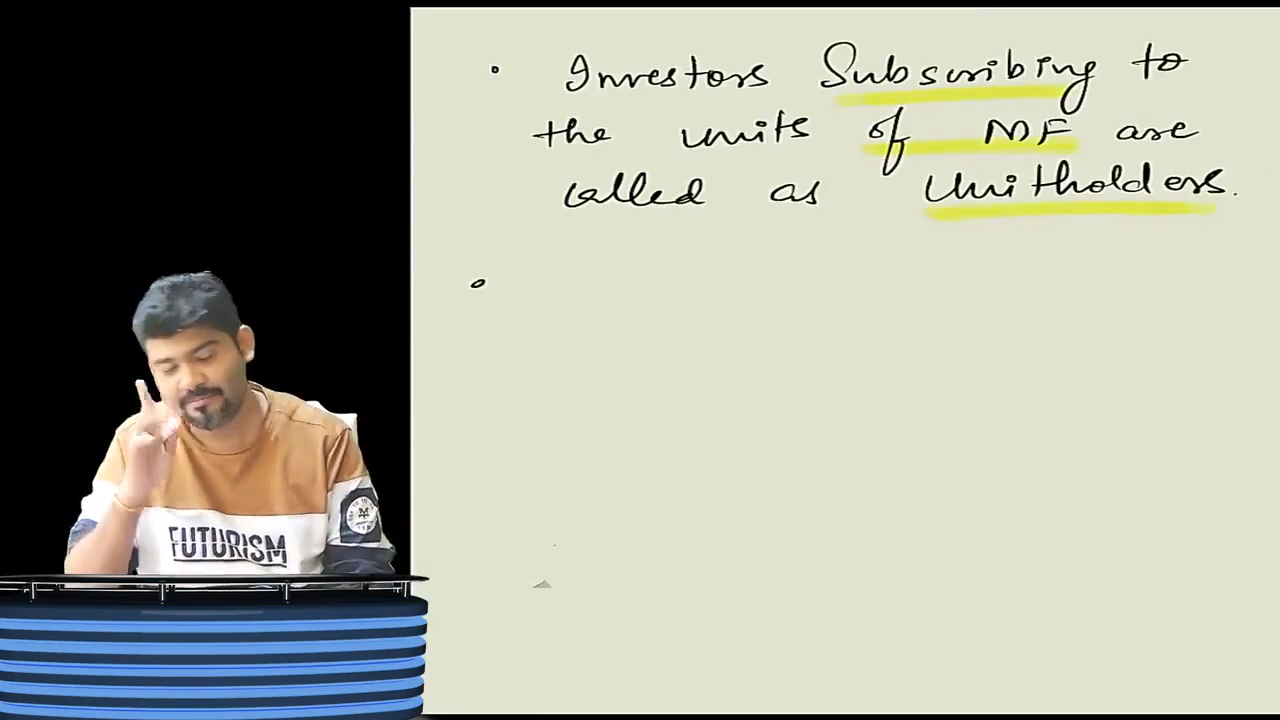 • Investors Subscribing to
the units of MF are
called as Unitholders.
•
FUTURISM